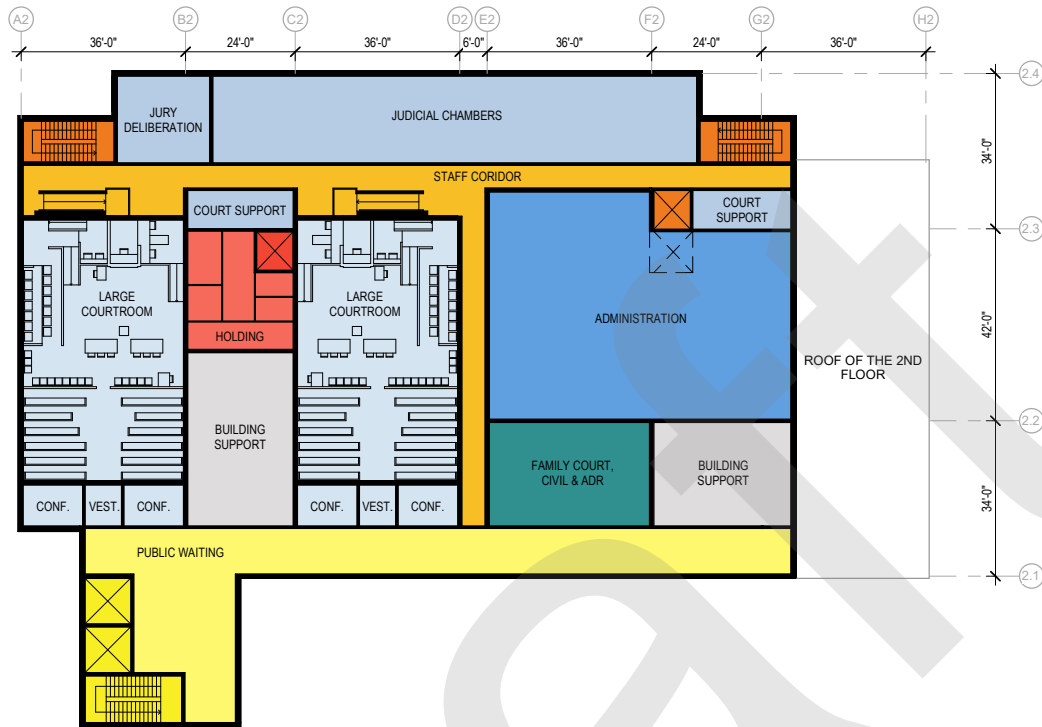 A2 B2 C2 D2 E2 F2 G2 H2
36'-0" 24'-0" 36'-0" 6'-0" 36'-0" 24'-0" 36'-0"
2.4
JURY
DELIBERATION
JUDICIAL CHAMBERS
34'-0"
STAFF CORIDOR
COURT SUPPORT
COURT
SUPPORT
2.3
LARGE
COURTROOM
LARGE
COURTROOM
ADMINISTRATION
42'-0"
HOLDING
ROOF OF THE 2ND
FLOOR
2.2
BUILDING
SUPPORT
FAMILY COURT,
CIVIL & ADR
BUILDING
SUPPORT
34'-0"
CONF. VEST. CONF.
CONF. VEST. CONF.
PUBLIC WAITING
2.1